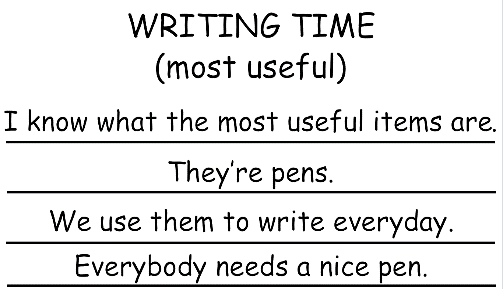 WRITING TIME
(most useful)
I know what the most useful items are.
They're pens.
We use them to write everyday.
Everybody needs a nice pen.